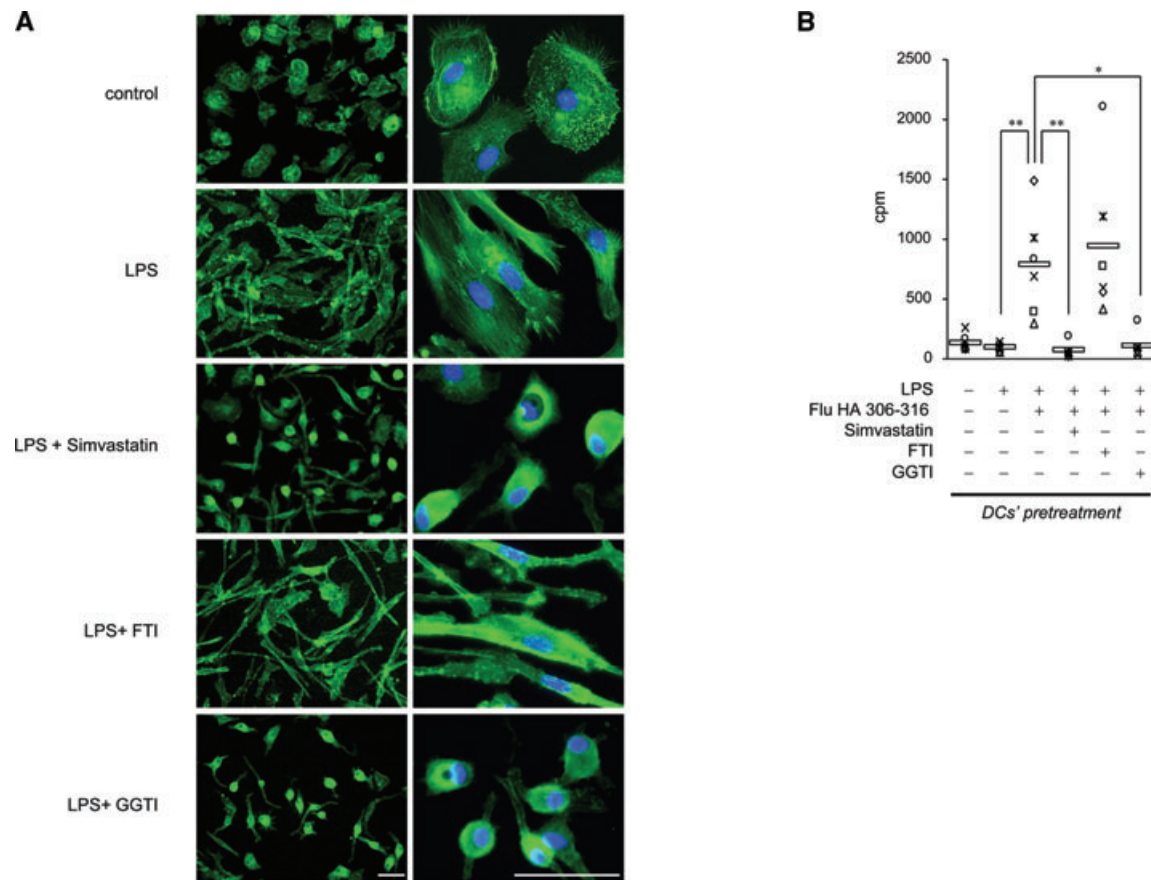 A
control
LPS
LPS + Simvastatin
LPS+ FTI
LPS+ GGTI
B
2500
2000
1500
1000
500
0
cpm
*
** **
LPS - + + + + +
Flu HA 306-316 - - + + + +
Simvastatin - - - + - -
FTI - - - - + -
GGTI - - - - - +
DCs' pretreatment